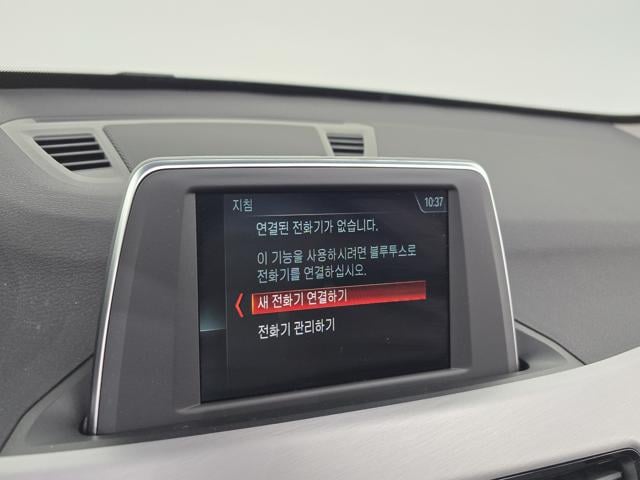 지침
10:37
연결된 전화기가 없습니다.
이 기능을 사용하시려면 블루투스로
전화기를 연결하십시오.
새 전화기 연결하기
전화기 관리하기